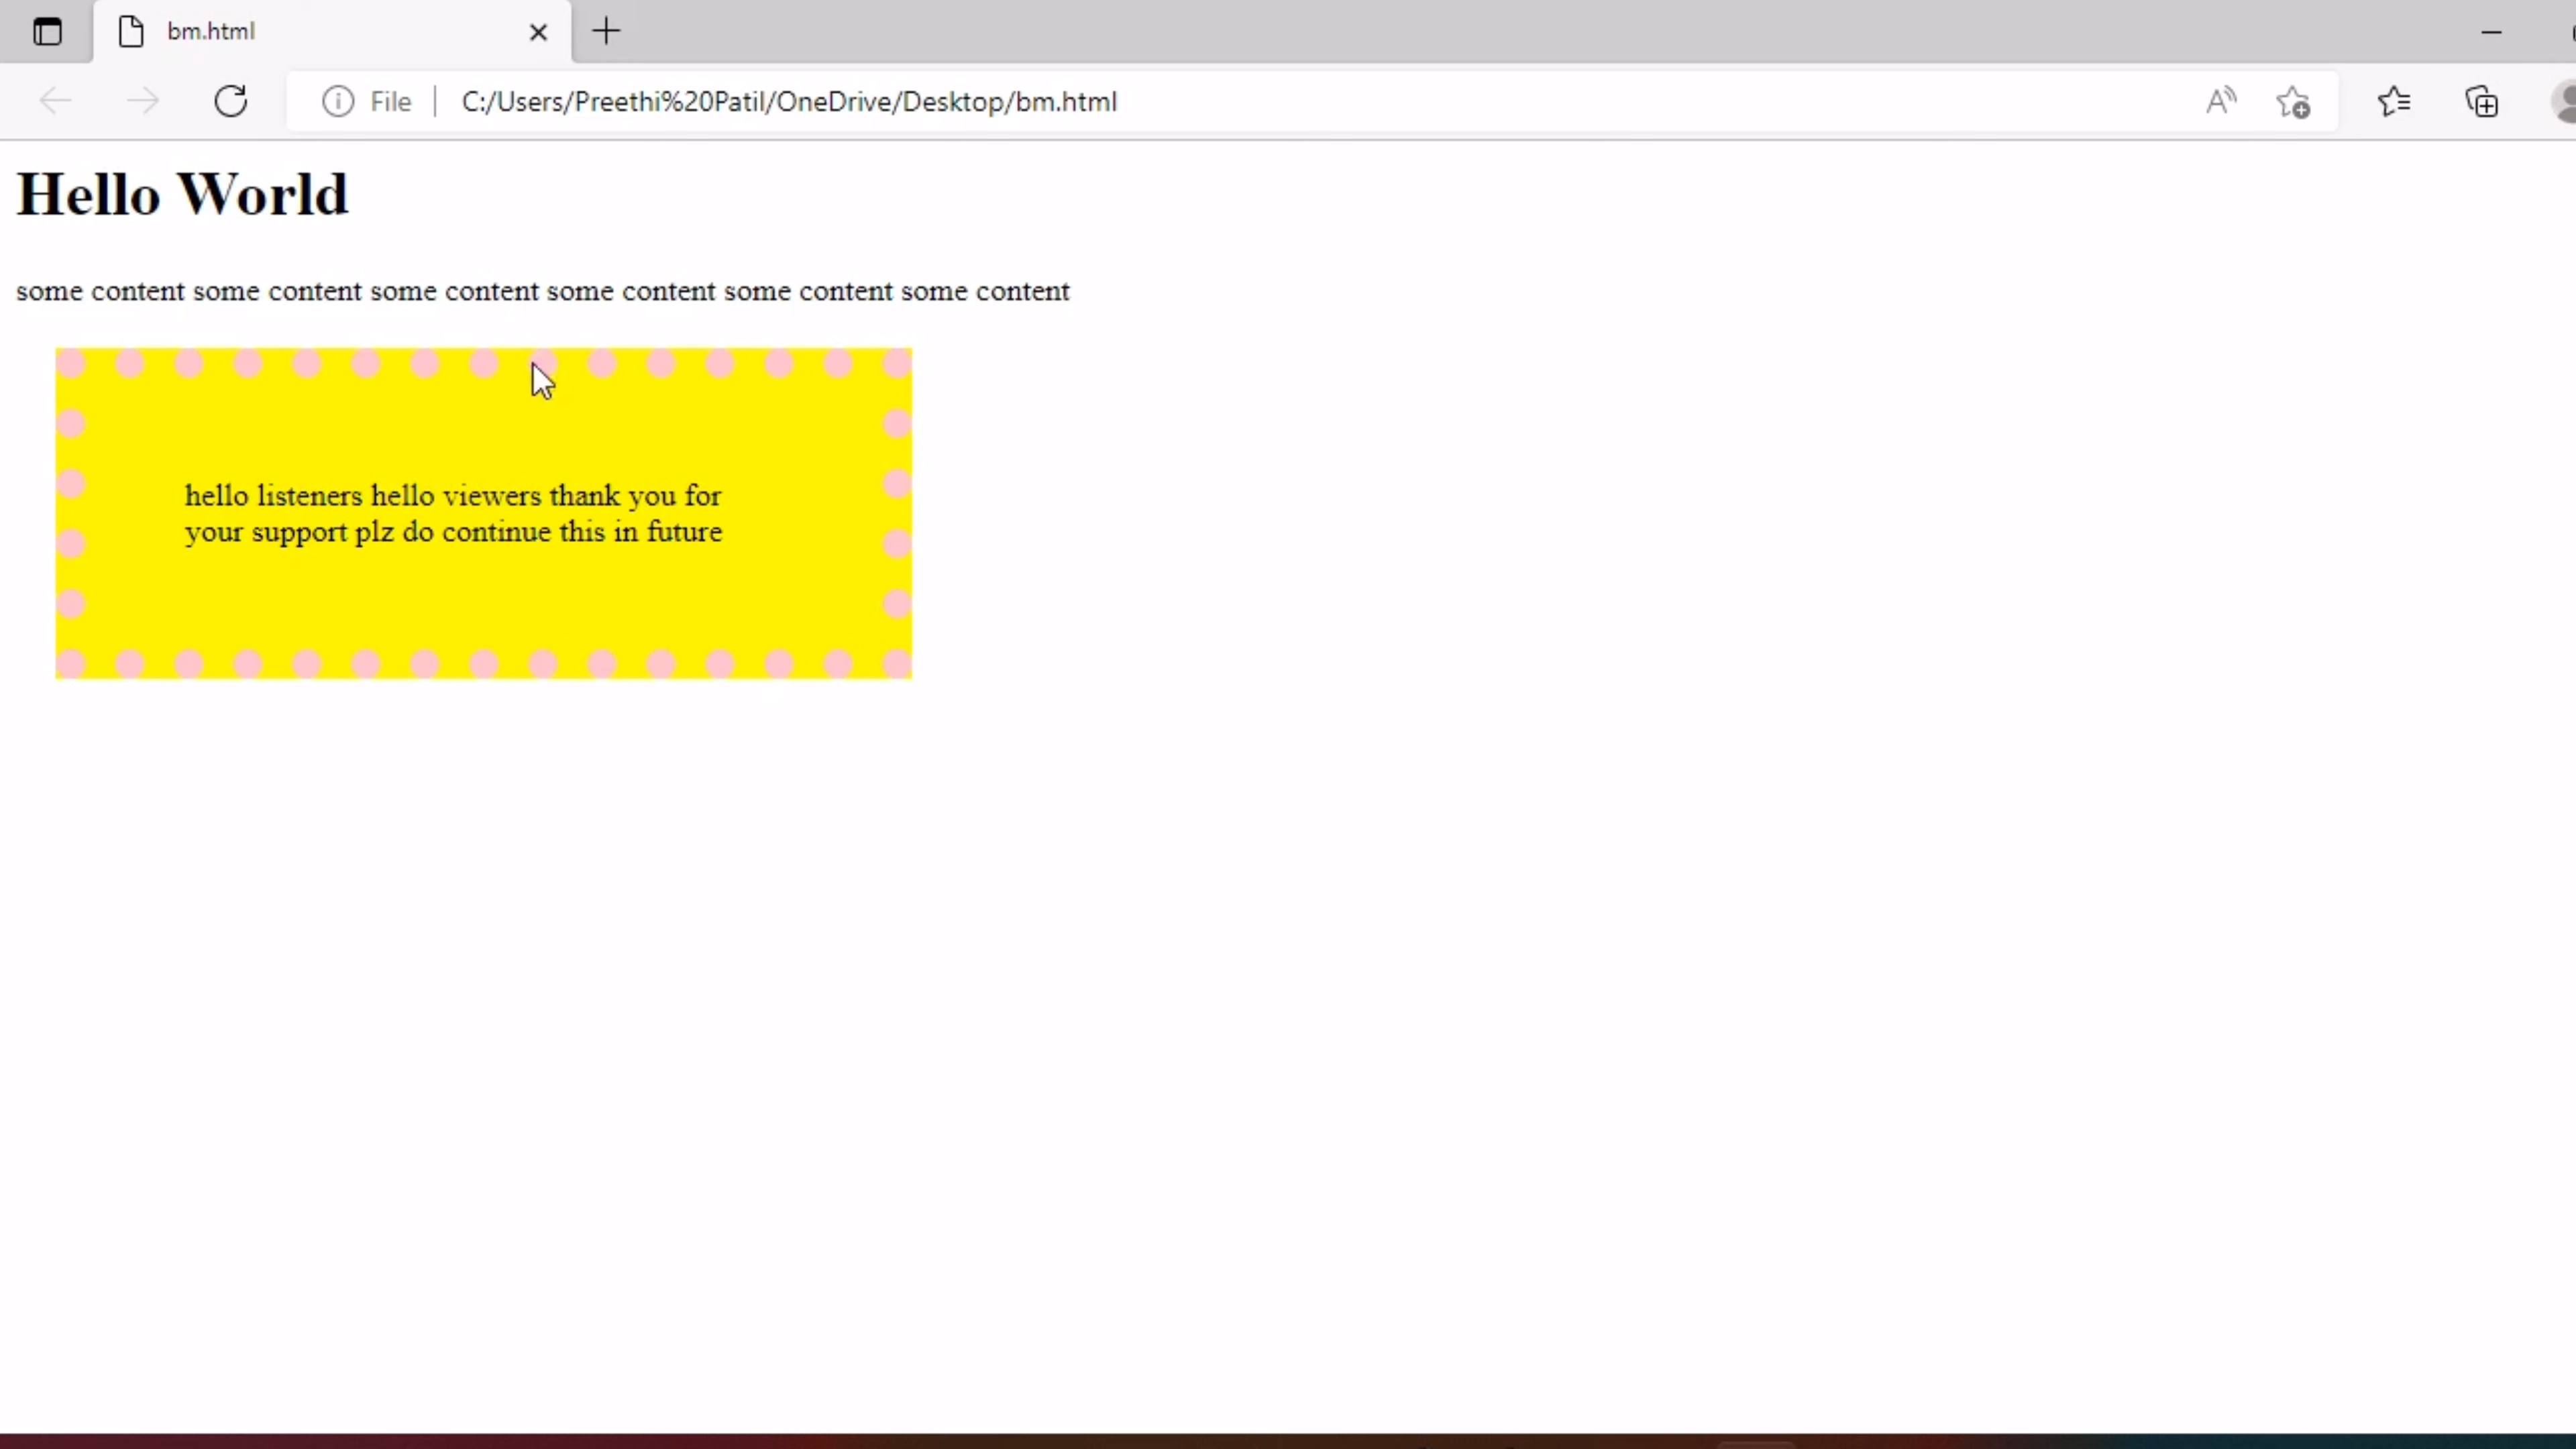 bm.html
File
C:/Users/Preethi%20Patil/OneDrive/Desktop/bm.html
Hello World
some content some content some content some content some content some content
hello listeners hello viewers thank you for
your support plz do continue this in future